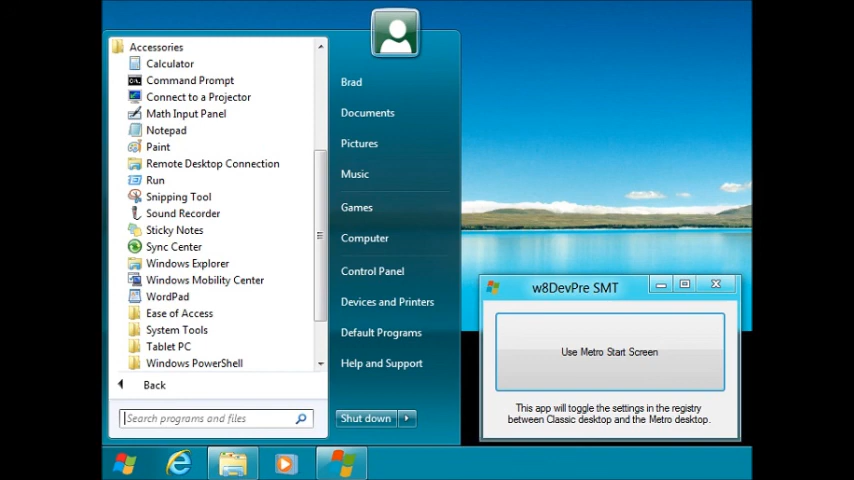 Accessories
Calculator
Command Prompt
Connect to a Projector
Math Input Panel
Notepad
Paint
Remote Desktop Connection
Run
Snipping Tool
Sound Recorder
Sticky Notes
Sync Center
Windows Explorer
Windows Mobility Center
WordPad
Ease of Access
System Tools
Tablet PC
Windows PowerShell
Back
Search programs and files
Brad
Documents
Pictures
Music
Games
Computer
Control Panel
Devices and Printers
Default Programs
Help and Support
Shut down
w8DevPre SMT
Use Metro Start Screen
This app will toggle the settings in the registry
between Classic desktop and the Metro desktop.